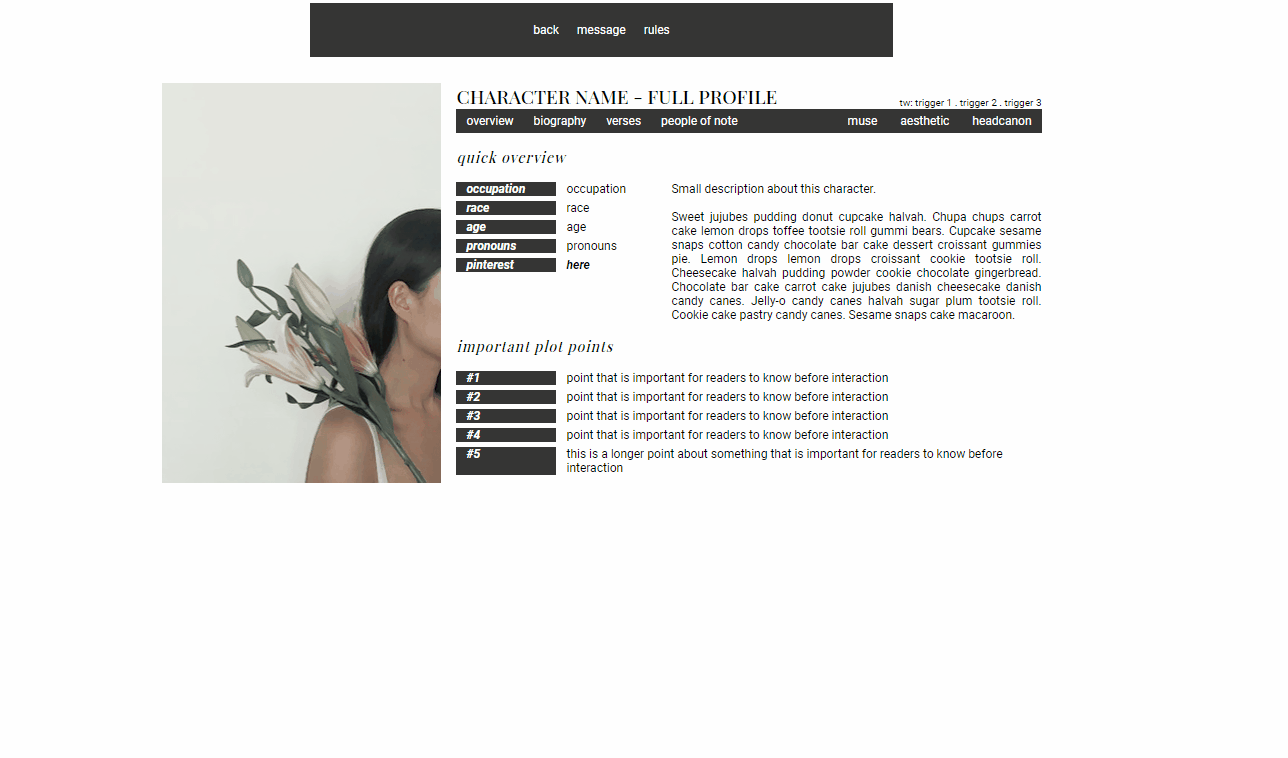 back message rules
CHARACTER NAME - FULL PROFILE
tw: trigger 1 . trigger 2 . trigger 3
overview biography verses people of note muse aesthetic headcanon
quick overview
occupation occupation
race race
age age
pronouns pronouns
pinterest here
Small description about this character.
Sweet jujubes pudding donut cupcake halvah. Chupa chups carrot
cake lemon drops toffee tootsie roll gummi bears. Cupcake sesame
snaps cotton candy chocolate bar cake dessert croissant gummies
pie. Lemon drops lemon drops croissant cookie tootsie roll.
Cheesecake halvah pudding powder cookie chocolate gingerbread.
Chocolate bar cake carrot cake jujubes danish cheesecake danish
candy canes. Jelly-o candy canes halvah sugar plum tootsie roll.
Cookie cake pastry candy canes. Sesame snaps cake macaroon.
important plot points
#1 point that is important for readers to know before interaction
#2 point that is important for readers to know before interaction
#3 point that is important for readers to know before interaction
#4 point that is important for readers to know before interaction
#5 this is a longer point about something that is important for readers to know before
interaction